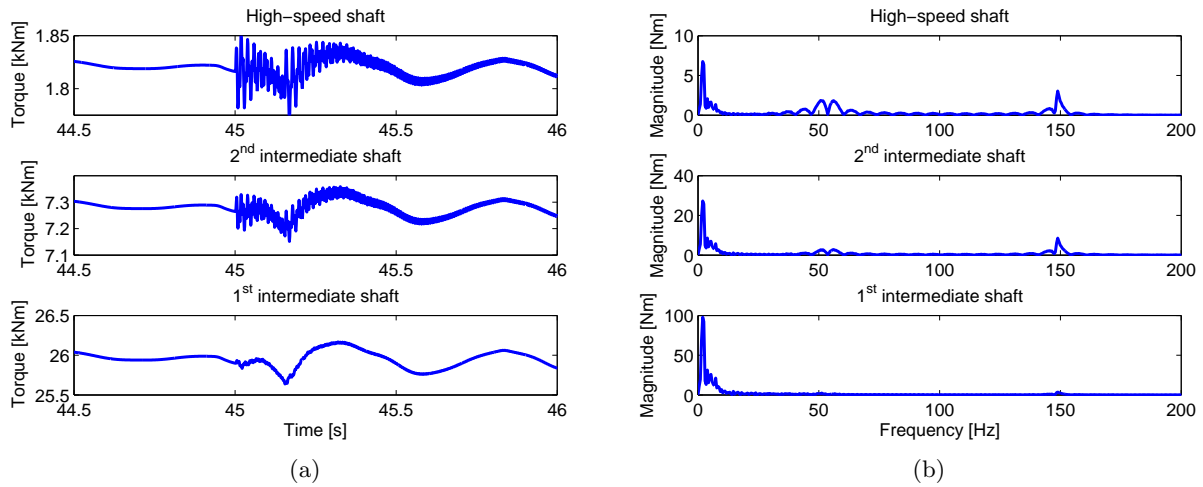 High−speed shaft
Torque [kNm]
1.85
1.8
44.5 45 45.5 46
2nd intermediate shaft
Torque [kNm]
7.3
7.2
7.1
44.5 45 45.5 46
1st intermediate shaft
Torque [kNm]
26.5
26
25.5
44.5 45 45.5 46
Time [s]
(a)
High−speed shaft
Magnitude [Nm]
10
5
0
0 50 100 150 200
2nd intermediate shaft
Magnitude [Nm]
40
20
0
0 50 100 150 200
1st intermediate shaft
Magnitude [Nm]
100
50
0
0 50 100 150 200
Frequency [Hz]
(b)